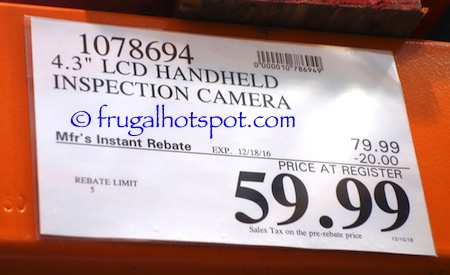 1078694
0000010786949
4.3" LCD HANDHELD
INSPECTION CAMERA
© frugalhotspot.com
79.99
Mfr's Instant Rebate EXP. 12/18/16 -20.00
PRICE AT REGISTER
REBATE LIMIT
5
59.99
Sales Tax on the pre-rebate price
12/10/16